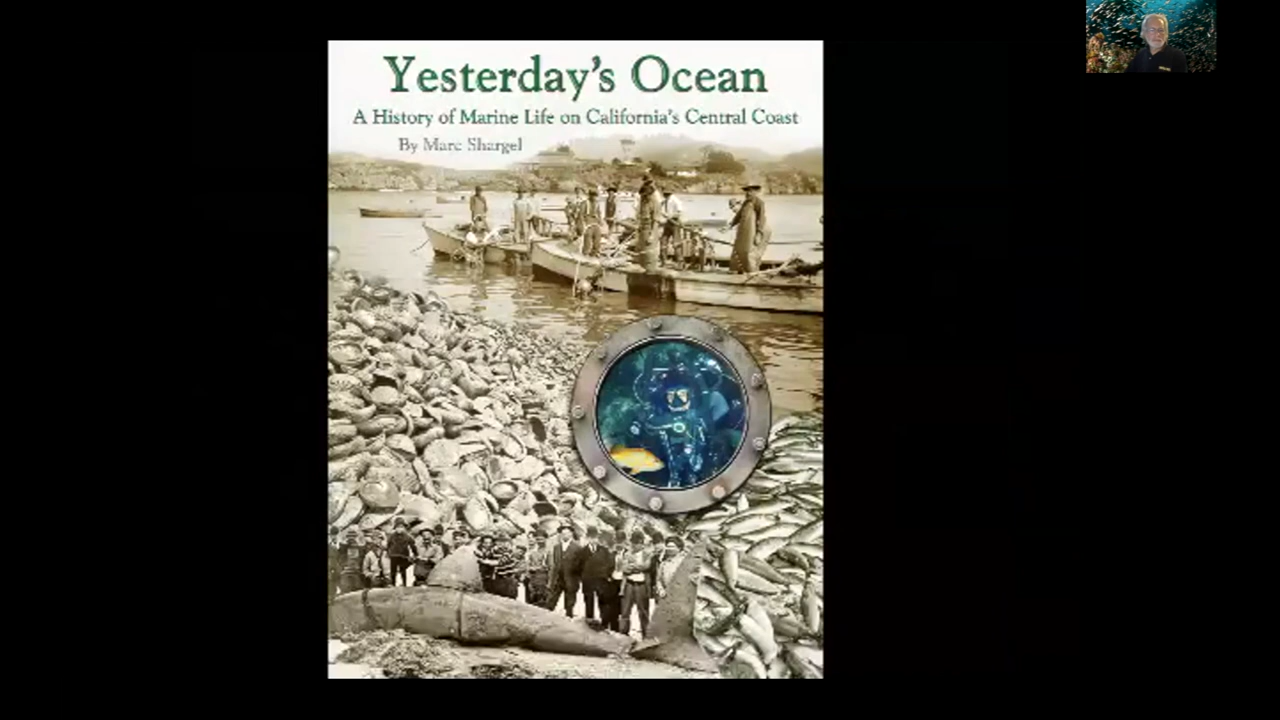 Yesterday's Ocean
A History of Marine Life on California's Central Coast
By Marc Shargel